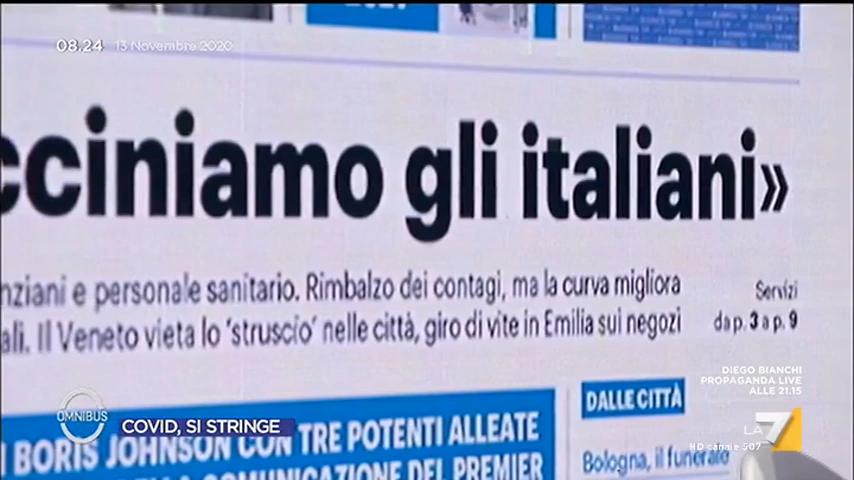 08.24 13 Novembre 2020
cciniamo gli italiani»
nziani e personale sanitario. Rimbalzo dei contagi, ma la curva migliora
ali. Il Veneto vieta lo 'struscio' nelle città, giro di vite in Emilia sui negozi
Servizi
da p. 3 a p. 9
DIEGO BIANCHI
PROPAGANDA LIVE
ALLE 21.15
DALLE CITTÀ
OMNIBUS
COVID, SI STRINGE
I BORIS JOHNSON CON TRE POTENTI ALLEATE
COMUNICAZIONE DEL PREMIER
Bologna, il funerale
LA 7
HD canale 507